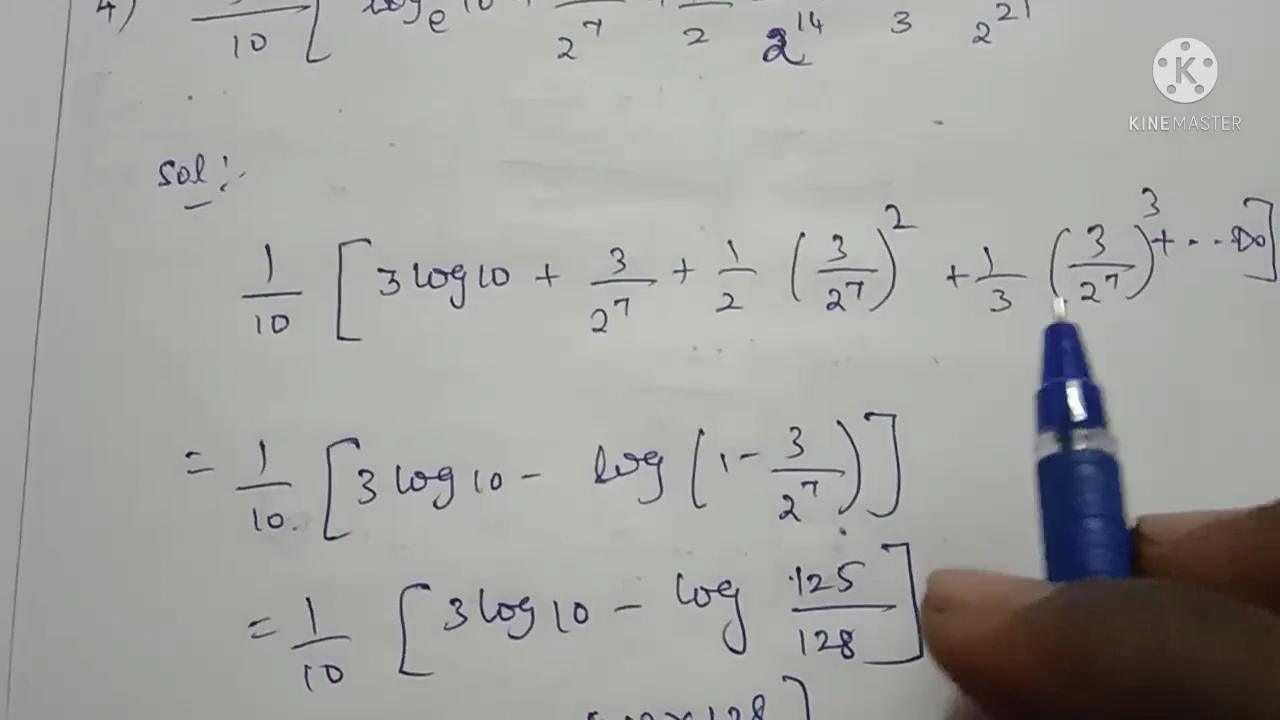 4) 10 [ log e 10 2^7 2 2^14 3 2^21
KINEMASTER
Sol:-
1/10 [ 3 log 10 + 3/2^7 + 1/2 (3/2^7)^2 + 1/3 (3/2^7)^3 + ... ∞ ]
= 1/10. [ 3 log 10 - log (1 - 3/2^7) ]
= 1/10 [ 3 log 10 - log 125/128 ]